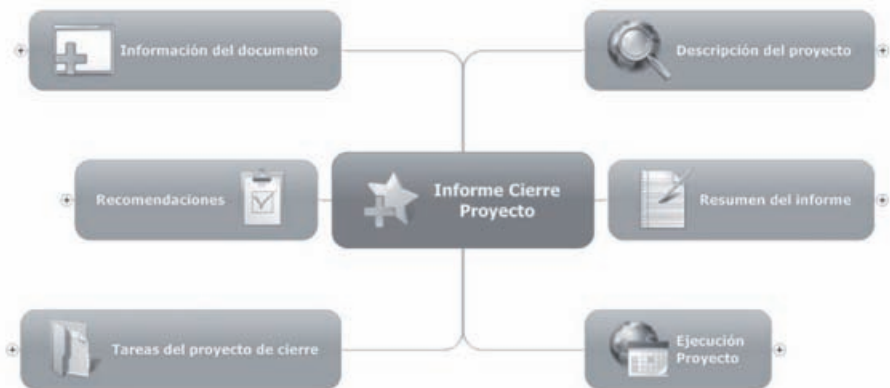 Información del documento
Descripción del proyecto
Recomendaciones
Informe Cierre
Proyecto
Resumen del informe
Tareas del proyecto de cierre
Ejecución
Proyecto